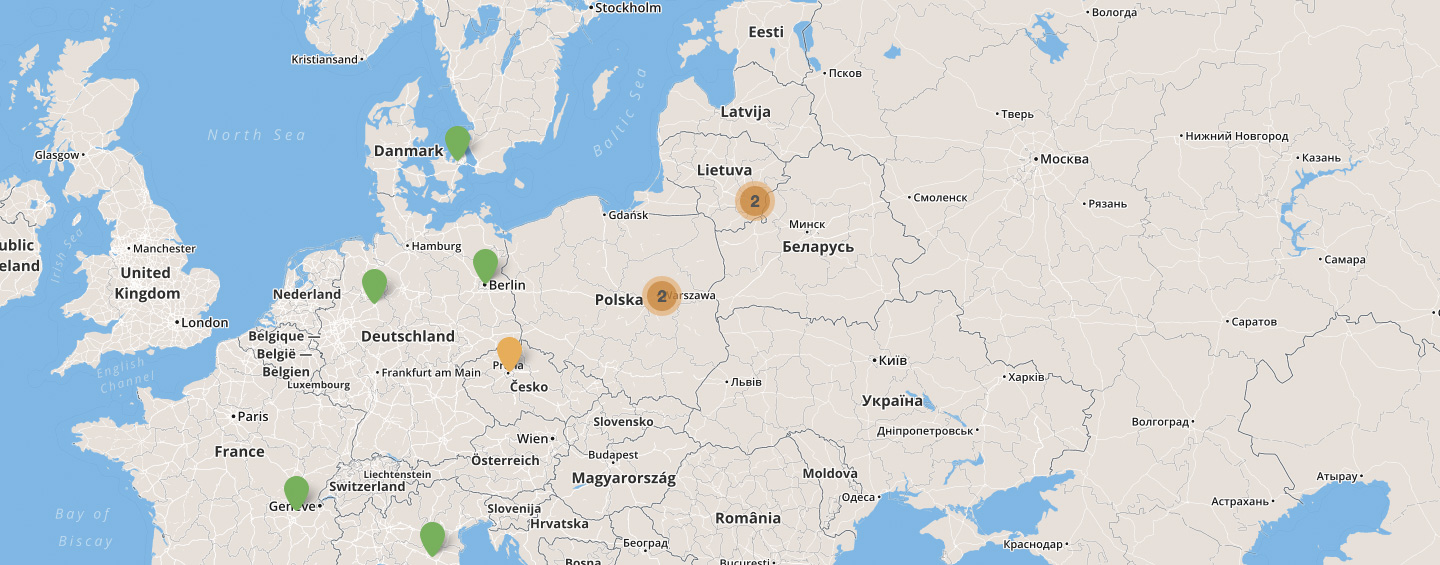 Stockholm
Вологда
Eesti
Kristiansand
Псков
Latvija
Тверь
North Sea
Baltic Sea
Нижний Новгород
Glasgow
Danmark
Москва
Казань
Lietuva
Смоленск
2
Рязань
Gdańsk
Минск
ublic
eland
Irish Sea
Manchester
Hamburg
Беларусь
Самара
United
Kingdom
Berlin
Nederland
Polska
2
Warszawa
London
Саратов
Belgique —
België —
Belgien
Deutschland
English
Channel
Luxembourg
Frankfurt am Main
Česko
Київ
Харків
Львів
Paris
Україна
France
Slovensko
Волгоград
Wien
Дніпропетровськ
Österreich
Budapest
Liechtenstein
Switzerland
Magyarország
Moldova
Атырау
Genève
Одеса
Астрахань
Slovenija
Hrvatska
România
Bay of
Biscay
Београд
Краснодар
Bosna
București